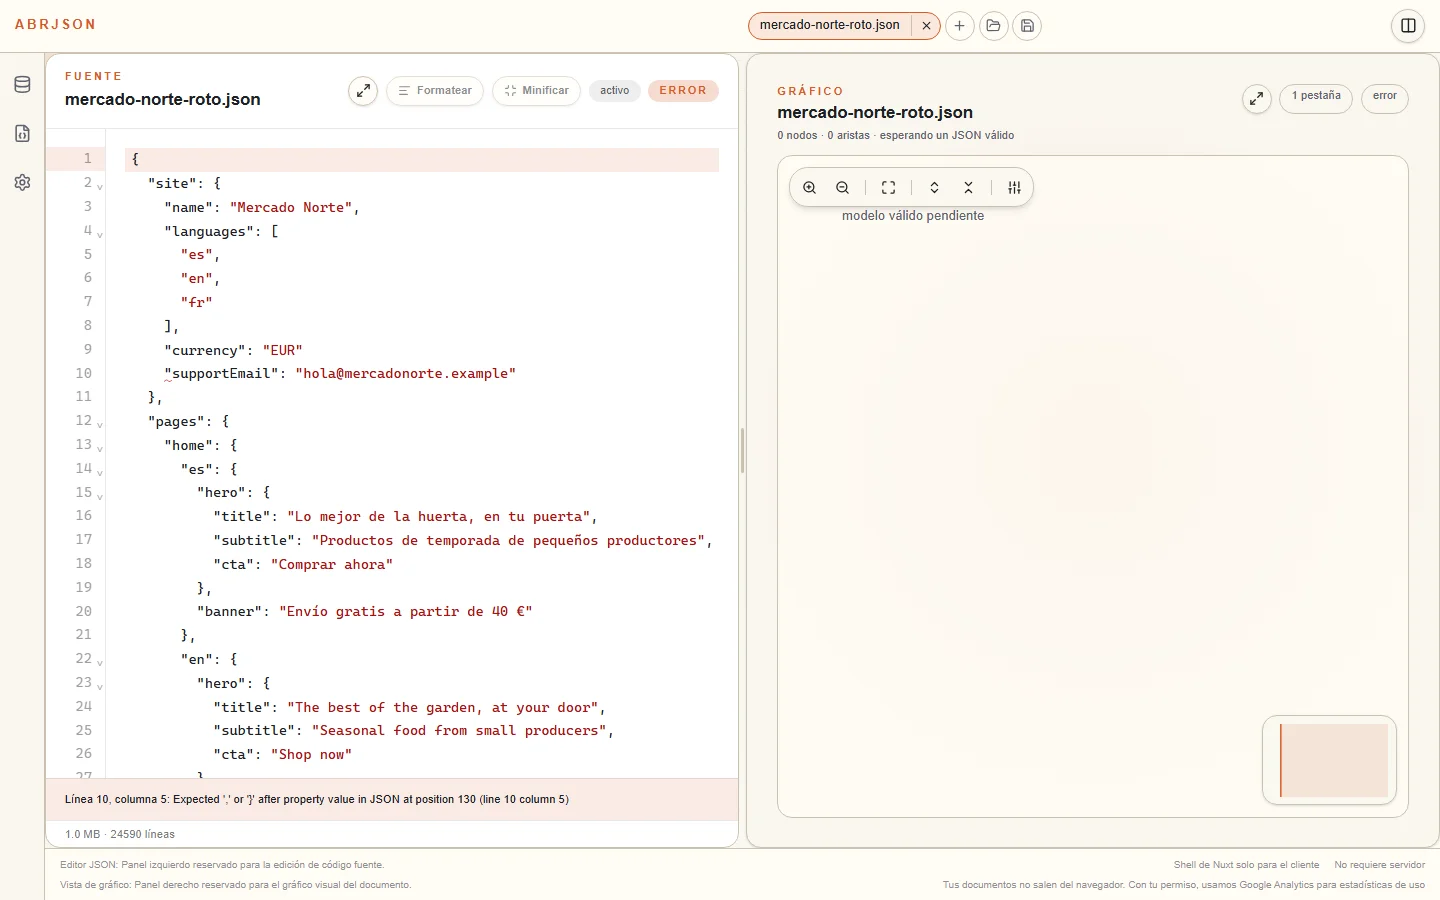 ABRJSON
mercado-norte-roto.json
FUENTE
mercado-norte-roto.json
Formatear
Minificar
activo
ERROR
1 {
2 "site": {
3 "name": "Mercado Norte",
4 "languages": [
5 "es",
6 "en",
7 "fr"
8 ],
9 "currency": "EUR"
10 "supportEmail": "hola@mercadonorte.example"
11 },
12 "pages": {
13 "home": {
14 "es": {
15 "hero": {
16 "title": "Lo mejor de la huerta, en tu puerta",
17 "subtitle": "Productos de temporada de pequeños productores",
18 "cta": "Comprar ahora"
19 },
20 "banner": "Envío gratis a partir de 40 €"
21 },
22 "en": {
23 "hero": {
24 "title": "The best of the garden, at your door",
25 "subtitle": "Seasonal food from small producers",
26 "cta": "Shop now"
27 }
Línea 10, columna 5: Expected ',' or '}' after property value in JSON at position 130 (line 10 column 5)
1.0 MB · 24590 líneas
GRÁFICO
mercado-norte-roto.json
0 nodos · 0 aristas · esperando un JSON válido
1 pestaña
error
modelo válido pendiente
Editor JSON: Panel izquierdo reservado para la edición de código fuente.
Vista de gráfico: Panel derecho reservado para el gráfico visual del documento.
Shell de Nuxt solo para el cliente
No requiere servidor
Tus documentos no salen del navegador. Con tu permiso, usamos Google Analytics para estadísticas de uso